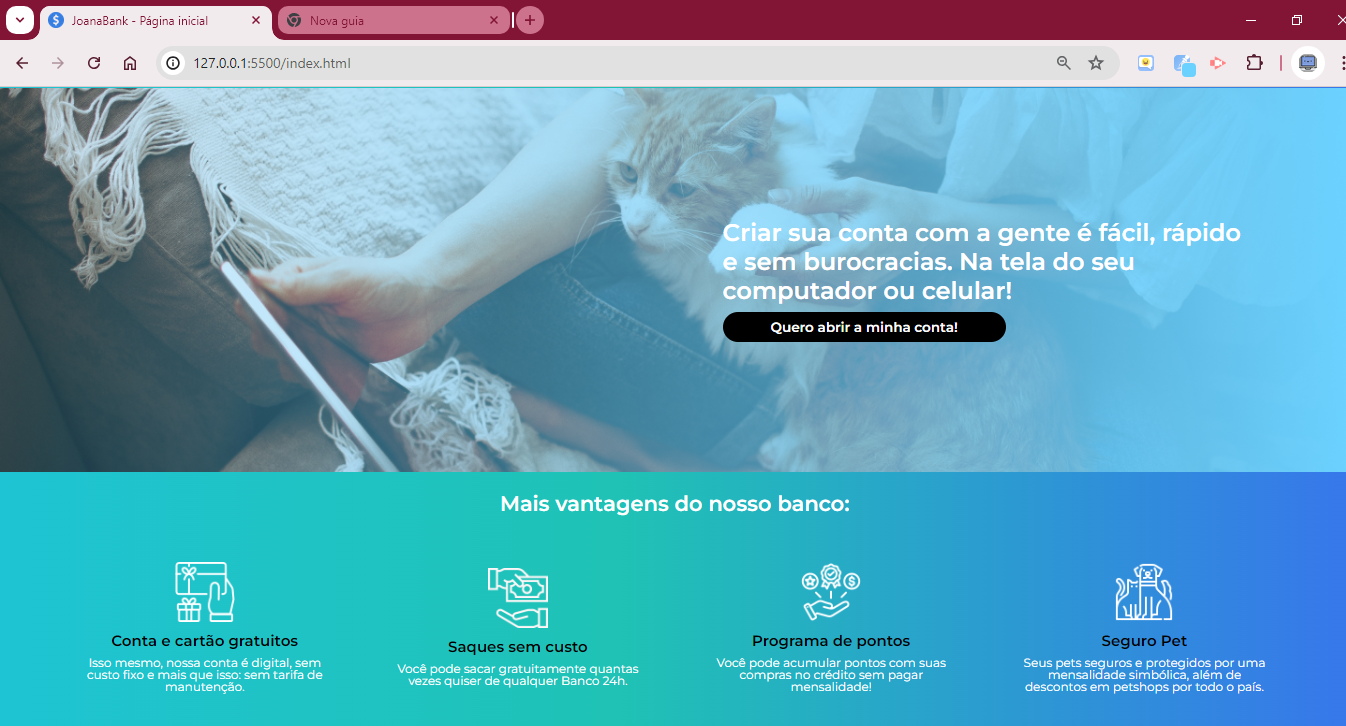 JoanaBank - Página inicial
Nova guia
127.0.0.1:5500/index.html
Criar sua conta com a gente é fácil, rápido
e sem burocracias. Na tela do seu
computador ou celular!
Quero abrir a minha conta!
Mais vantagens do nosso banco:
Conta e cartão gratuitos
Isso mesmo, nossa conta é digital, sem
custo fixo e mais que isso: sem tarifa de
manutenção.
Saques sem custo
Você pode sacar gratuitamente quantas
vezes quiser de qualquer Banco 24h.
Programa de pontos
Você pode acumular pontos com suas
compras no crédito sem pagar
mensalidade!
Seguro Pet
Seus pets seguros e protegidos por uma
mensalidade simbólica, além de
descontos em petshops por todo o país.